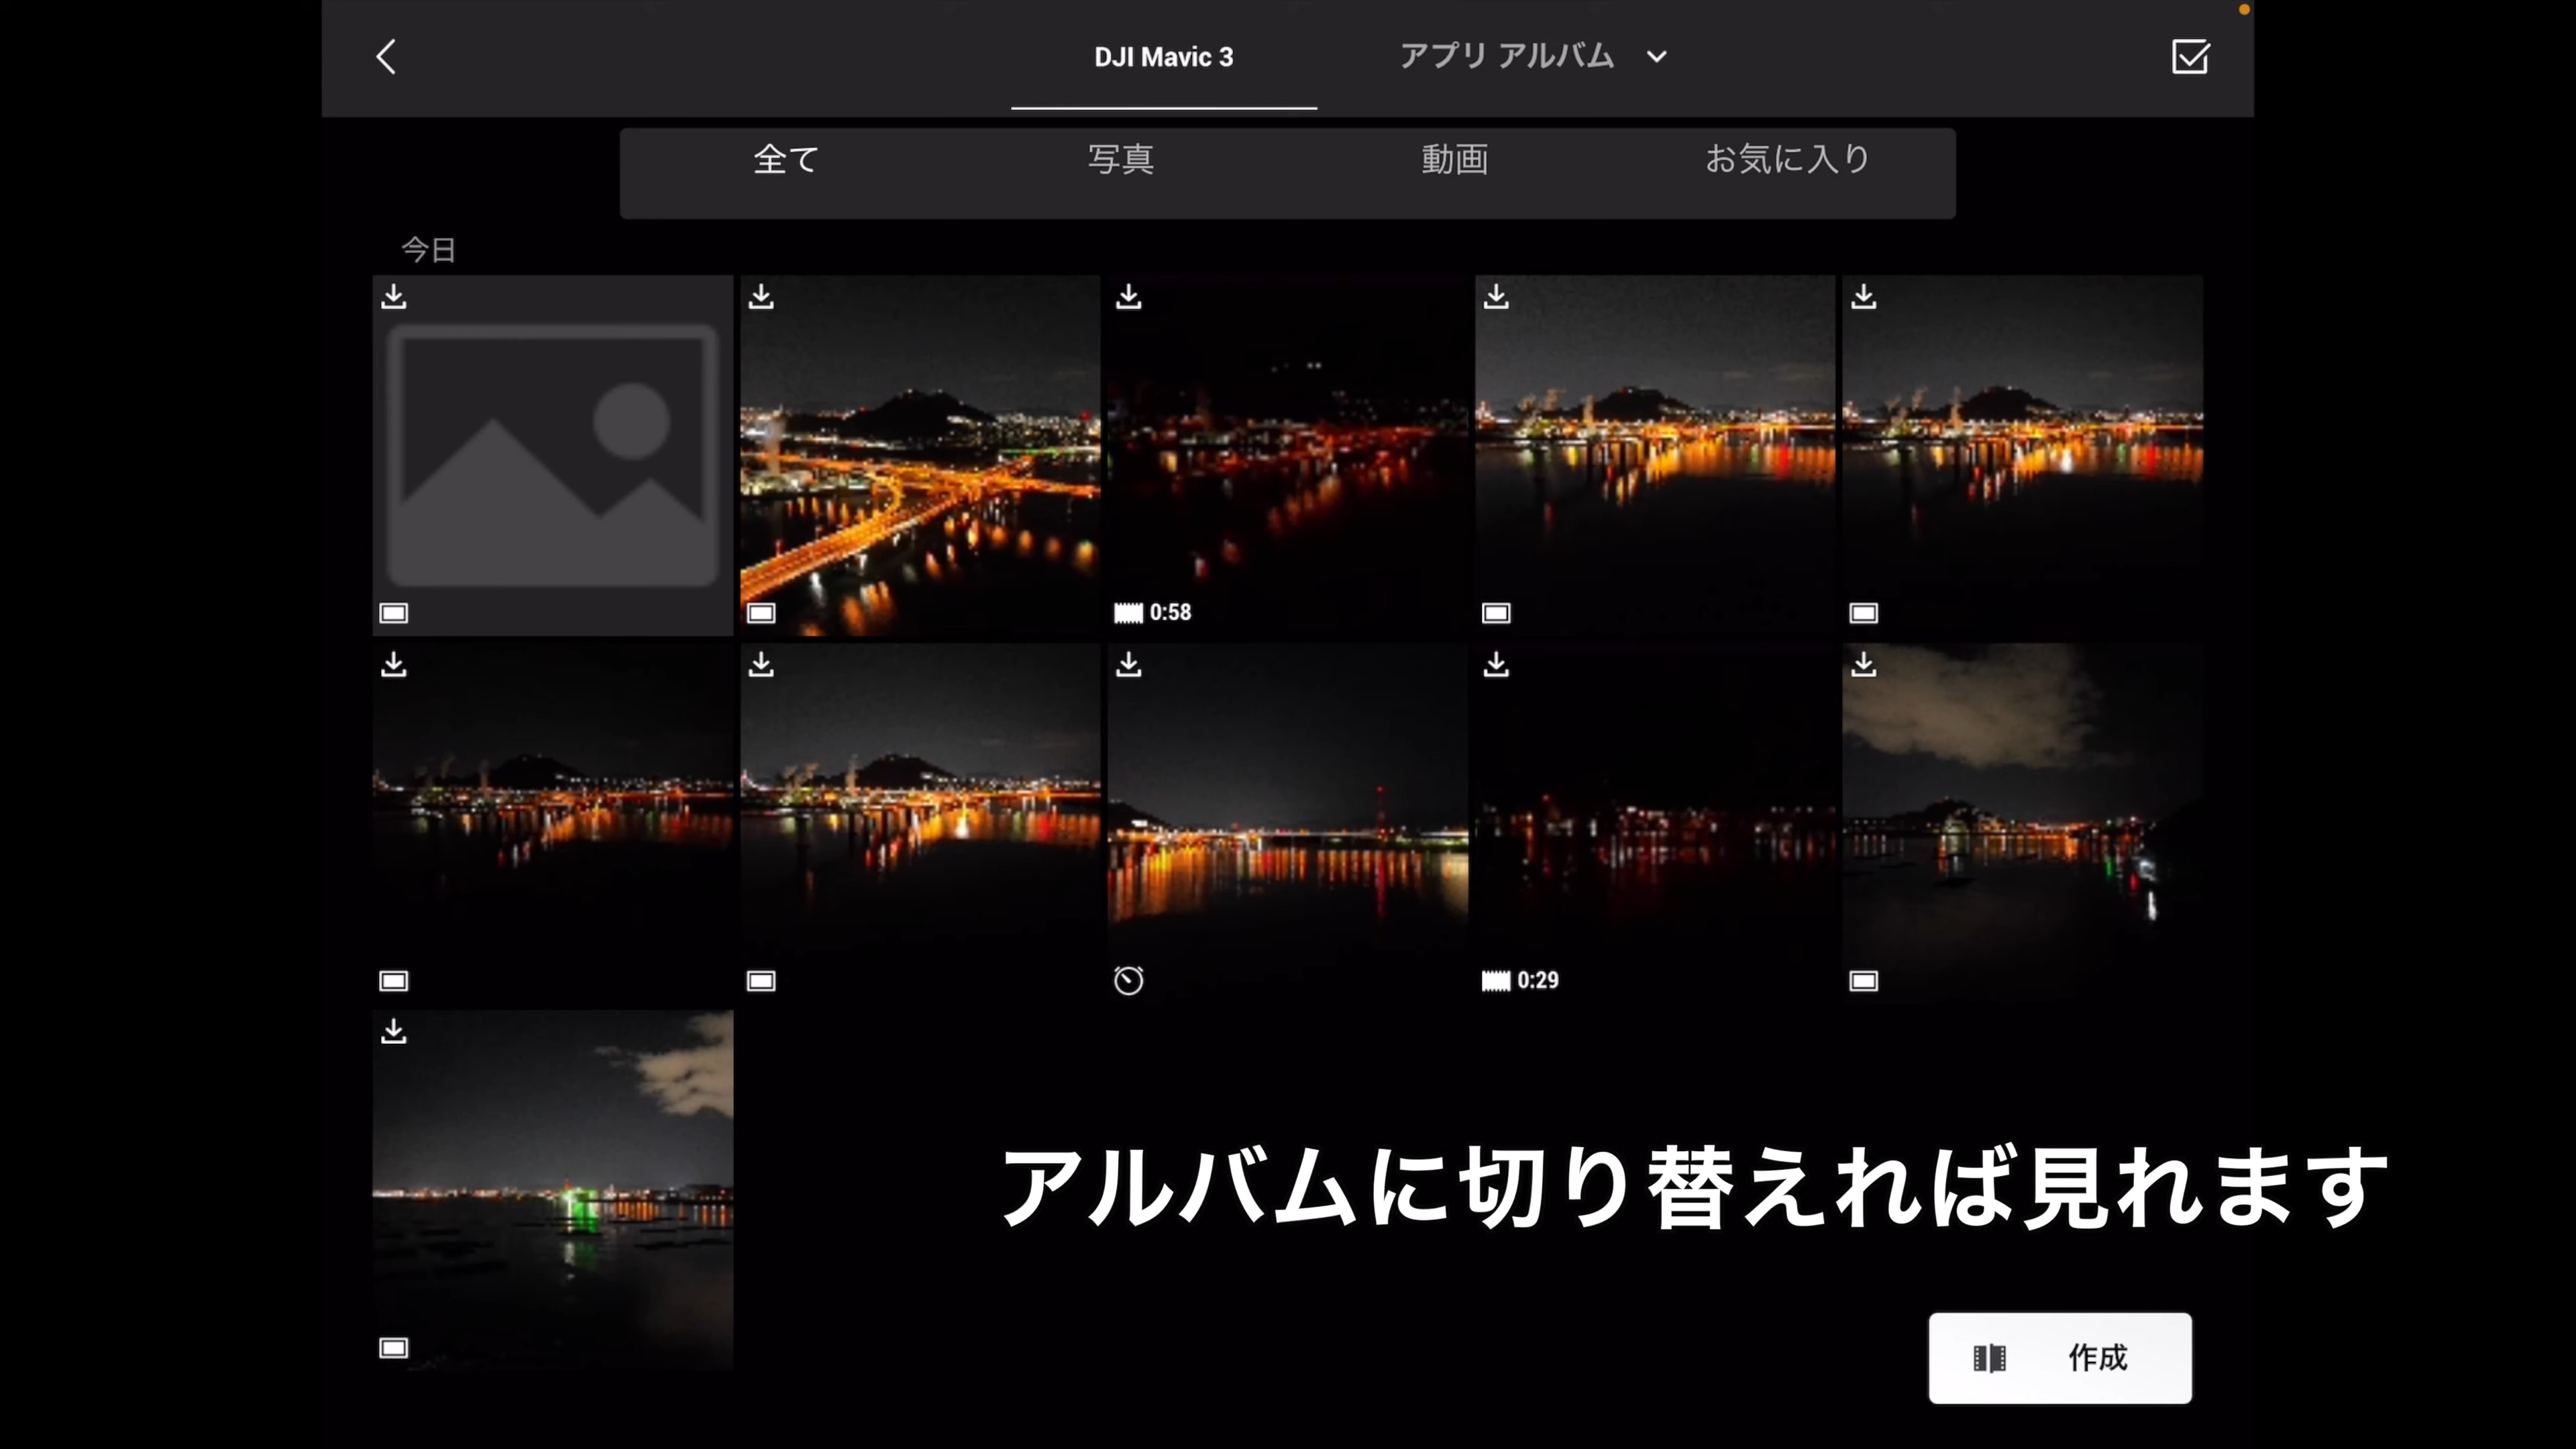 DJI Mavic 3 アプリ アルバム
全て 写真 動画 お気に入り
今日
0:58
0:29
アルバムに切り替えれば見れます
作成